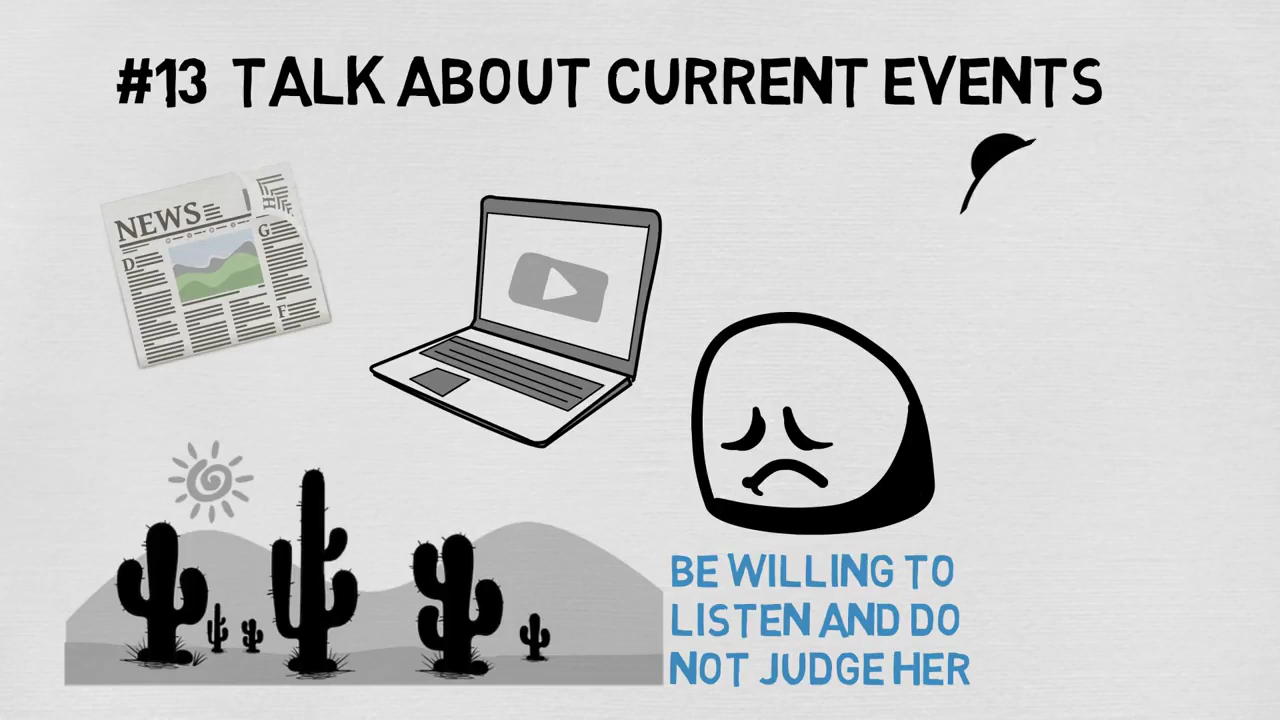 #13 TALK ABOUT CURRENT EVENTS
NEWS
G
D
F
BE WILLING TO
LISTEN AND DO
NOT JUDGE HER